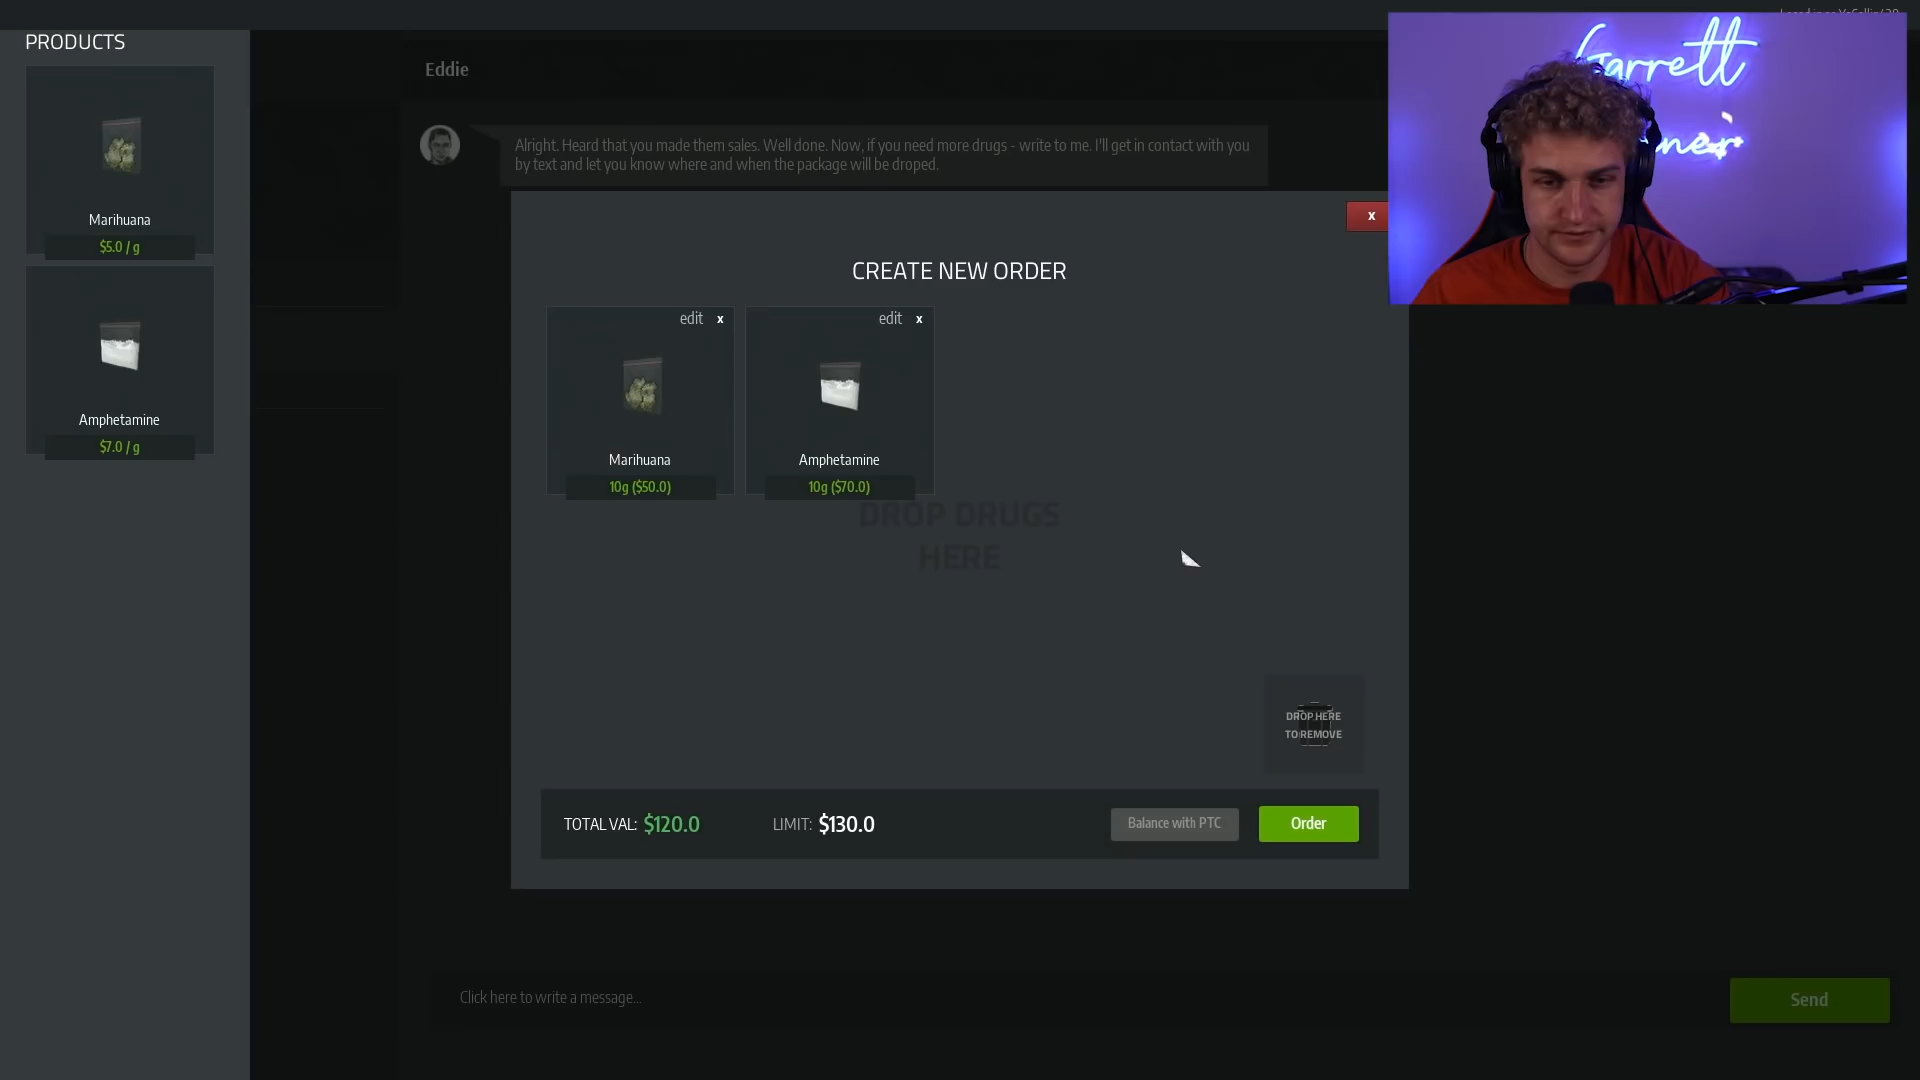 PRODUCTS
Marihuana
$5.0 / g
Amphetamine
$7.0 / g
Eddie
Alright. Heard that you made them sales. Well done. Now, if you need more drugs - write to me. I'll get in contact with you
by text and let you know where and when the package will be droped.
x
CREATE NEW ORDER
edit x
Marihuana
10g ($50.0)
edit x
Amphetamine
10g ($70.0)
DROP DRUGS
HERE
DROP HERE
TO REMOVE
TOTAL VAL: $120.0
LIMIT: $130.0
Balance with PTC
Order
Click here to write a message...
Send
Garrett